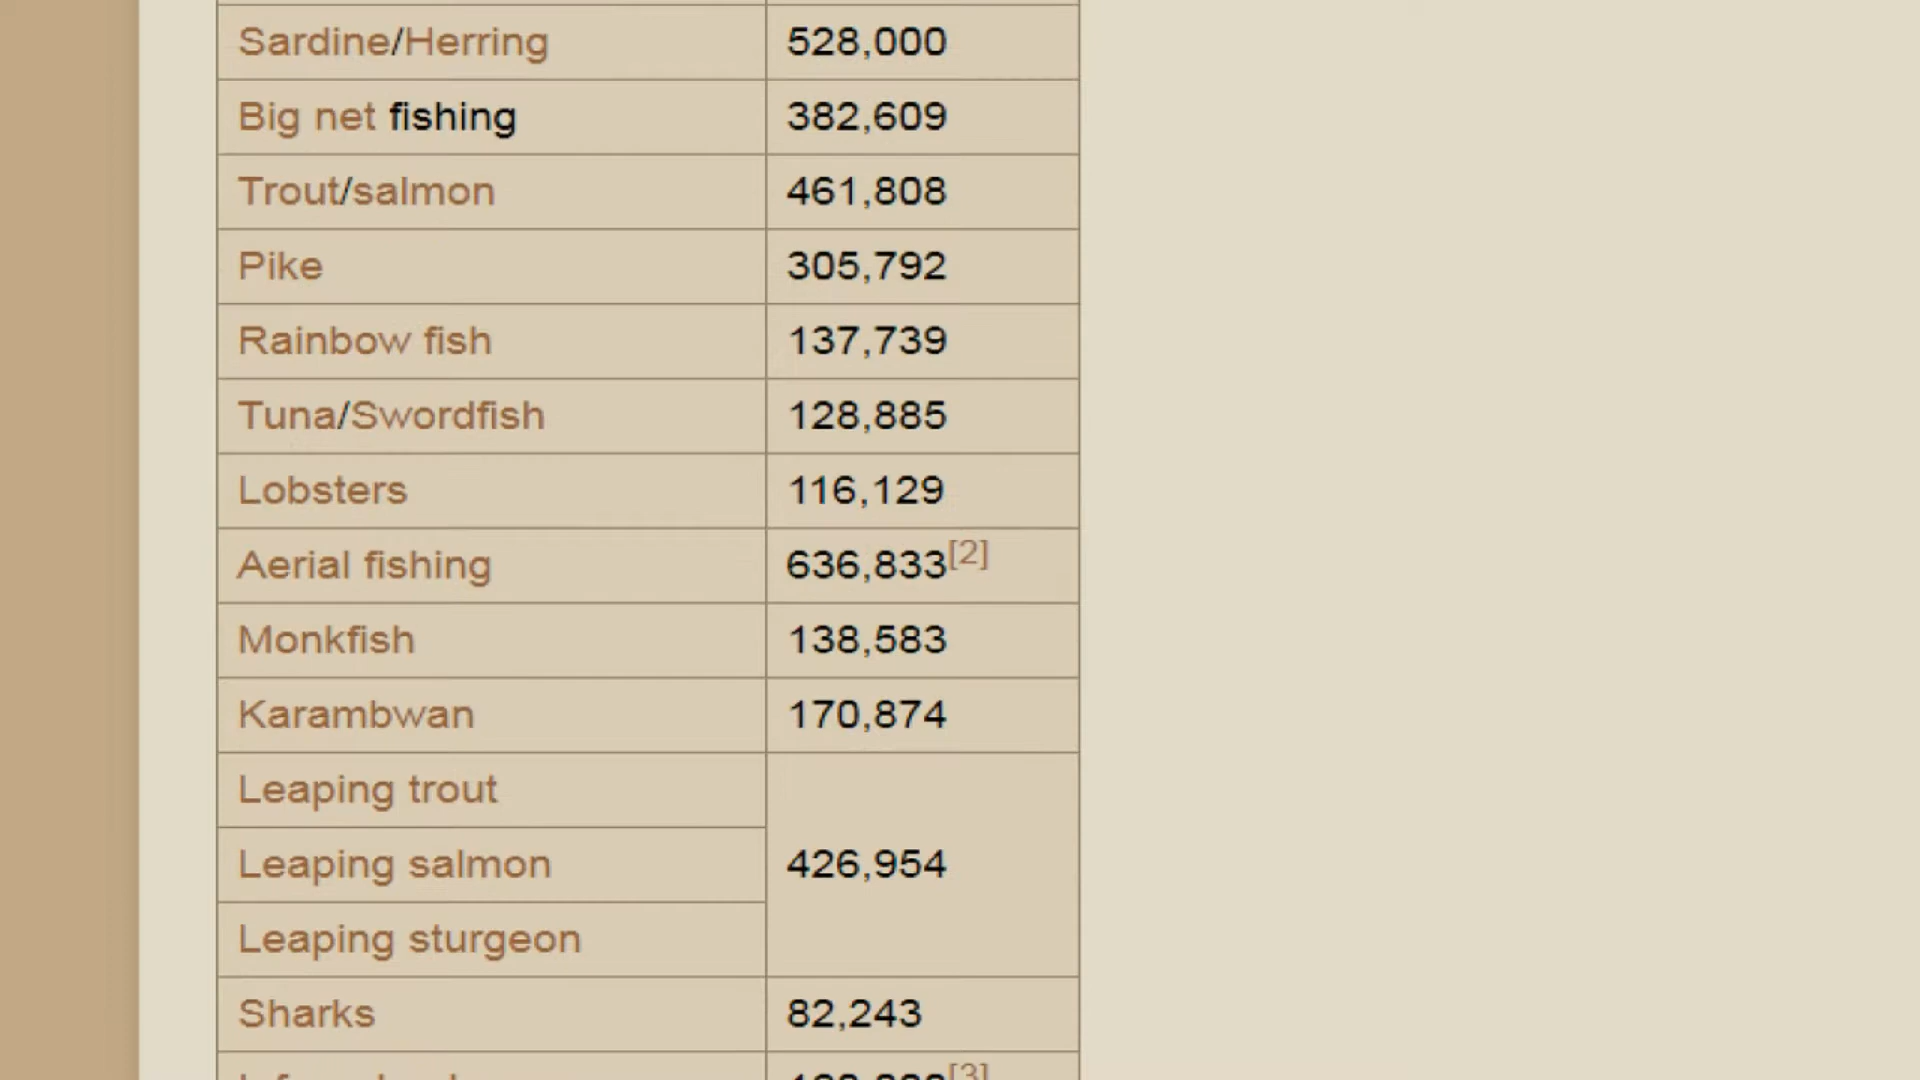 Sardine/Herring 528,000
Big net fishing 382,609
Trout/salmon 461,808
Pike 305,792
Rainbow fish 137,739
Tuna/Swordfish 128,885
Lobsters 116,129
Aerial fishing 636,833[2]
Monkfish 138,583
Karambwan 170,874
Leaping trout
Leaping salmon 426,954
Leaping sturgeon
Sharks 82,243
[3]